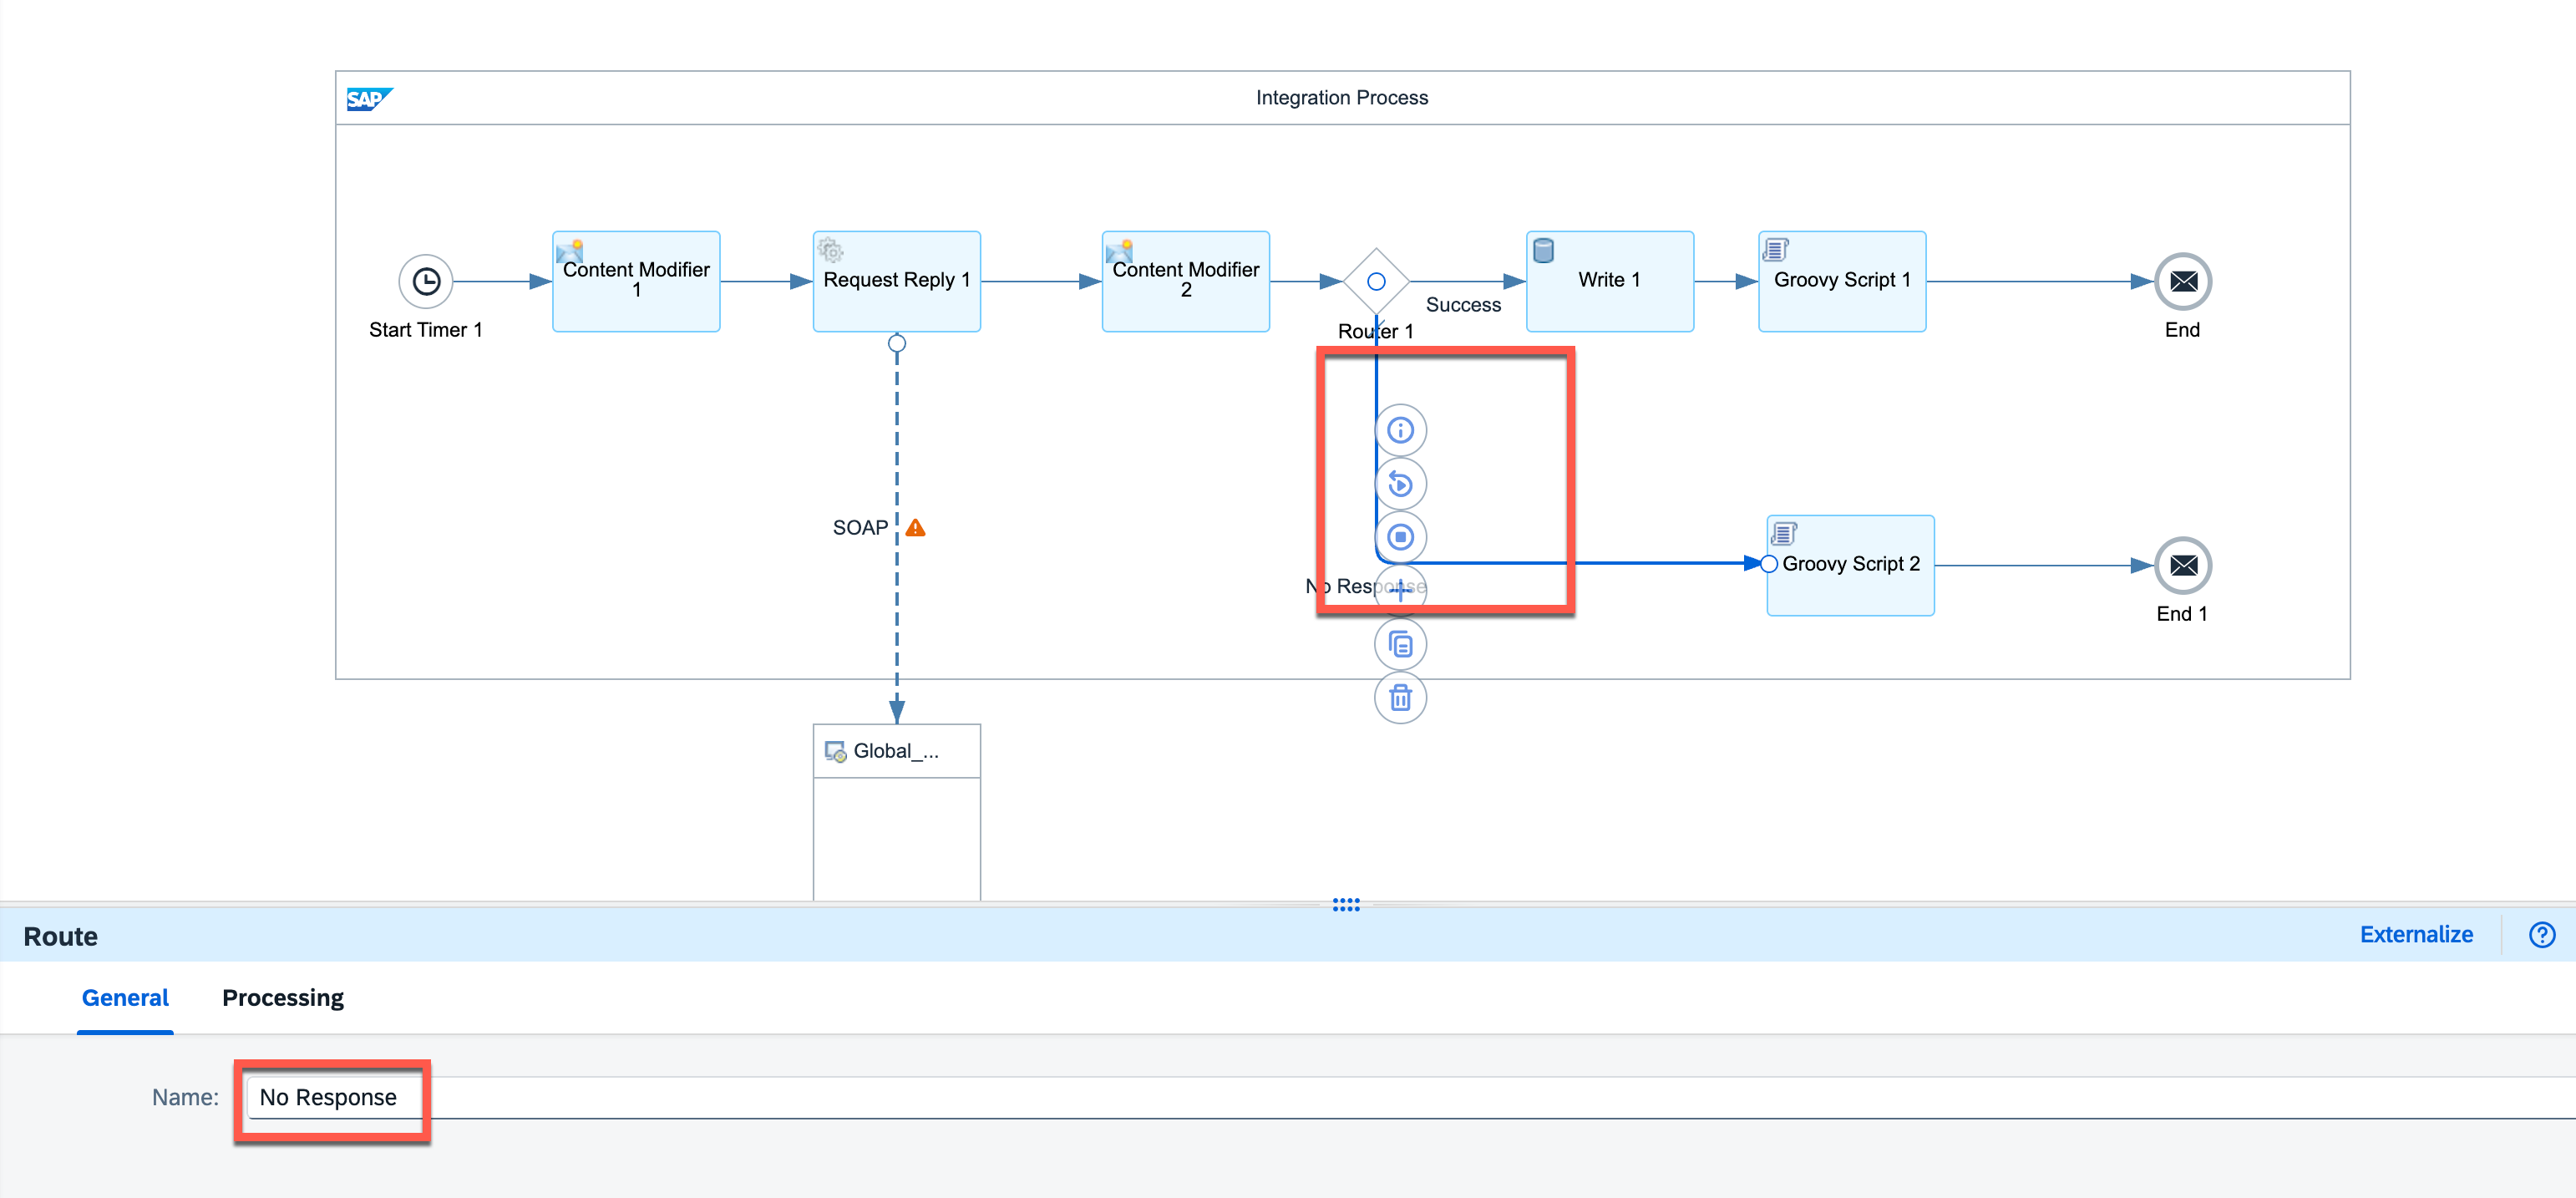 SAP
Integration Process
Content Modifier
1
Request Reply 1
Content Modifier
2
Success
Write 1
Groovy Script 1
Start Timer 1
Router 1
End
SOAP
No Response
Groovy Script 2
End 1
Global_...
Route
Externalize
General
Processing
Name:
No Response